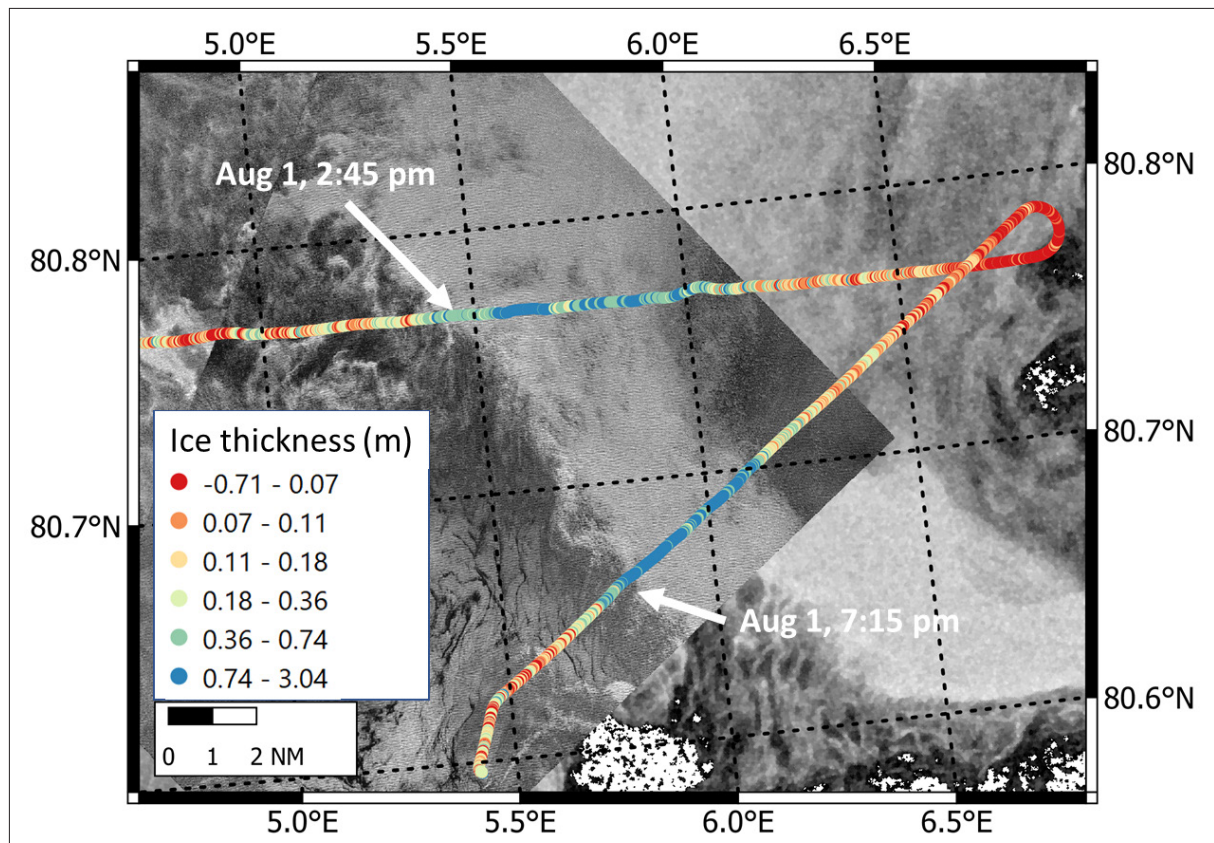 5.0°E 5.5°E 6.0°E 6.5°E
Aug 1, 2:45 pm
80.8°N
80.8°N
Ice thickness (m)
-0.71 - 0.07
0.07 - 0.11
0.11 - 0.18
0.18 - 0.36
0.36 - 0.74
0.74 - 3.04
80.7°N
80.7°N
Aug 1, 7:15 pm
80.6°N
0 1 2 NM
5.0°E 5.5°E 6.0°E 6.5°E